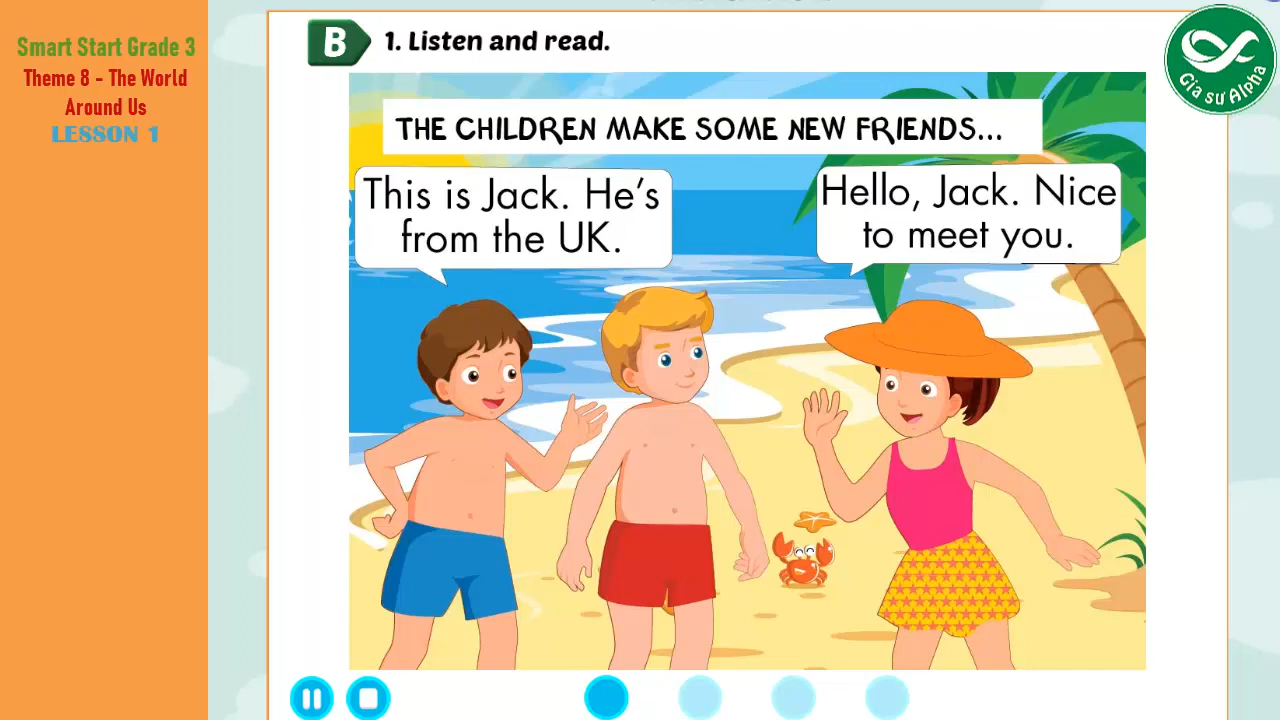 Smart Start Grade 3
Theme 8 - The World
Around Us
LESSON 1
B
1. Listen and read.
Gia sư Alpha
THE CHILDREN MAKE SOME NEW FRIENDS...
This is Jack. He's
from the UK.
Hello, Jack. Nice
to meet you.